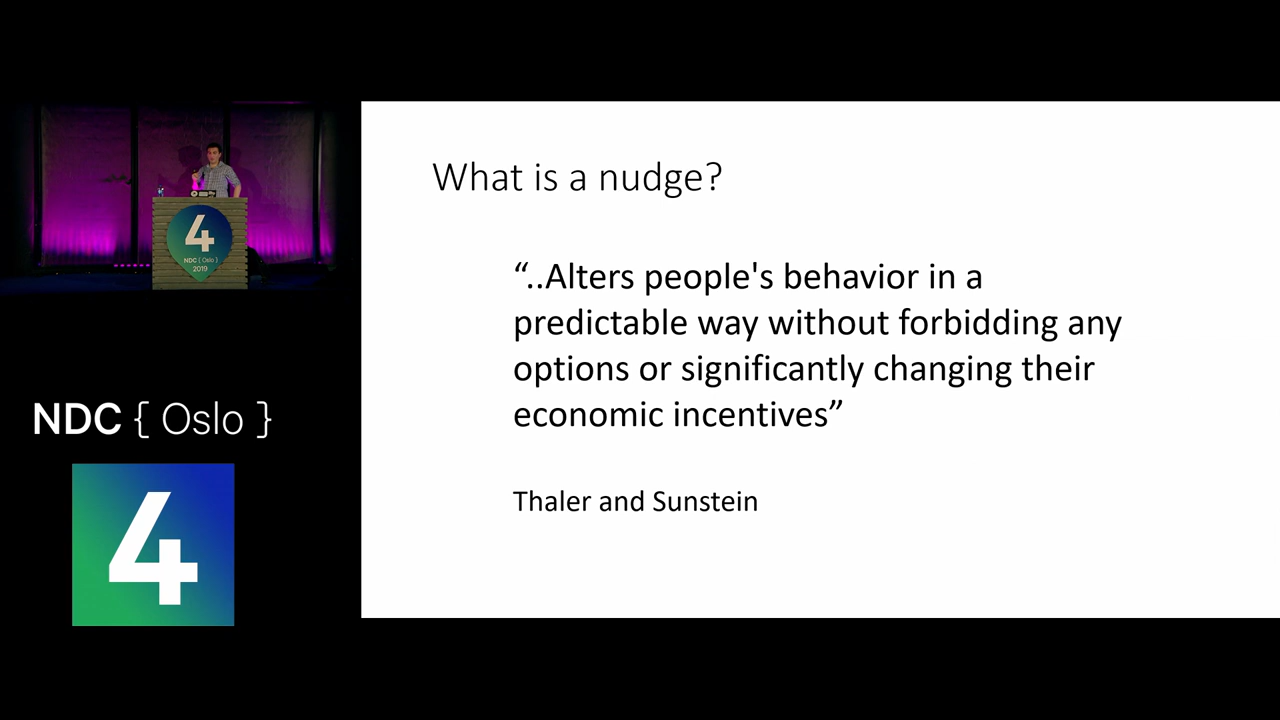 What is a nudge?
“..Alters people's behavior in a
predictable way without forbidding any
options or significantly changing their
economic incentives”
Thaler and Sunstein
4
NDC { Oslo }
2019
NDC { Oslo }
4